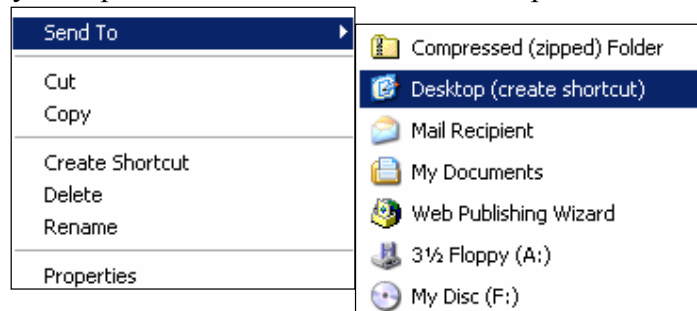 Send To
Cut
Copy
Create Shortcut
Delete
Rename
Properties
Compressed (zipped) Folder
Desktop (create shortcut)
Mail Recipient
My Documents
Web Publishing Wizard
3½ Floppy (A:)
My Disc (F:)